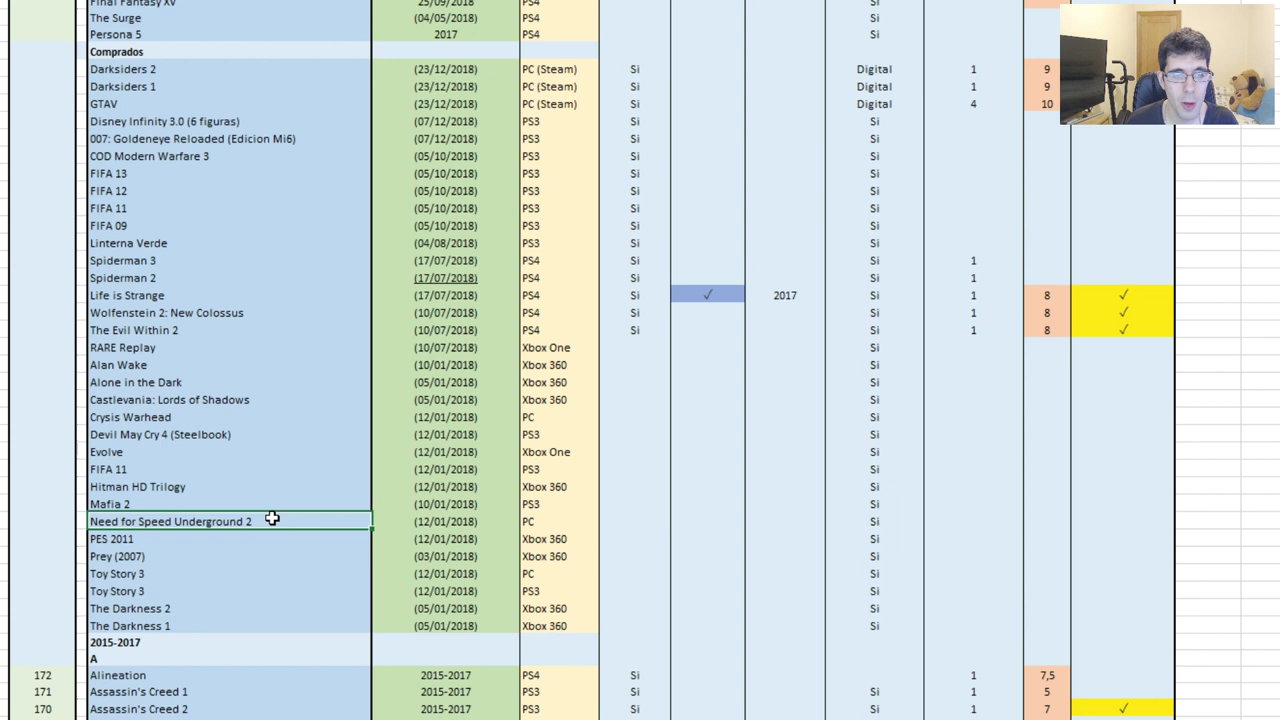 Final Fantasy XV 25/09/2018 PS4 Si
The Surge (04/05/2018) PS4 Si
Persona 5 2017 PS4 Si
Comprados
Darksiders 2 (23/12/2018) PC (Steam) Si Digital 1 9
Darksiders 1 (23/12/2018) PC (Steam) Si Digital 1 9
GTAV (23/12/2018) PC (Steam) Si Digital 4 10
Disney Infinity 3.0 (6 figuras) (07/12/2018) PS3 Si Si
007: Goldeneye Reloaded (Edicion Mi6) (07/12/2018) PS3 Si Si
COD Modern Warfare 3 (05/10/2018) PS3 Si Si
FIFA 13 (05/10/2018) PS3 Si Si
FIFA 12 (05/10/2018) PS3 Si Si
FIFA 11 (05/10/2018) PS3 Si Si
FIFA 09 (05/10/2018) PS3 Si Si
Linterna Verde (04/08/2018) PS3 Si Si
Spiderman 3 (17/07/2018) PS4 Si Si 1
Spiderman 2 (17/07/2018) PS4 Si Si 1
Life is Strange (17/07/2018) PS4 Si ✓ 2017 Si 1 8 ✓
Wolfenstein 2: New Colossus (10/07/2018) PS4 Si Si 1 8 ✓
The Evil Within 2 (10/07/2018) PS4 Si Si 1 8 ✓
RARE Replay (10/07/2018) Xbox One Si
Alan Wake (10/01/2018) Xbox 360 Si
Alone in the Dark (05/01/2018) Xbox 360 Si
Castlevania: Lords of Shadows (05/01/2018) Xbox 360 Si
Crysis Warhead (12/01/2018) PC Si
Devil May Cry 4 (Steelbook) (12/01/2018) PS3 Si
Evolve (12/01/2018) Xbox One Si
FIFA 11 (12/01/2018) PS3 Si
Hitman HD Trilogy (12/01/2018) Xbox 360 Si
Mafia 2 (10/01/2018) PS3 Si
Need for Speed Underground 2 (12/01/2018) PC Si
PES 2011 (12/01/2018) Xbox 360 Si
Prey (2007) (03/01/2018) Xbox 360 Si
Toy Story 3 (12/01/2018) PC Si
Toy Story 3 (12/01/2018) PS3 Si
The Darkness 2 (05/01/2018) Xbox 360 Si
The Darkness 1 (05/01/2018) Xbox 360 Si
2015-2017
A
172 Alineation 2015-2017 PS4 Si 1 7,5
171 Assassin's Creed 1 2015-2017 PS3 Si Si 1 5
170 Assassin's Creed 2 2015-2017 PS3 Si Si 1 7 ✓